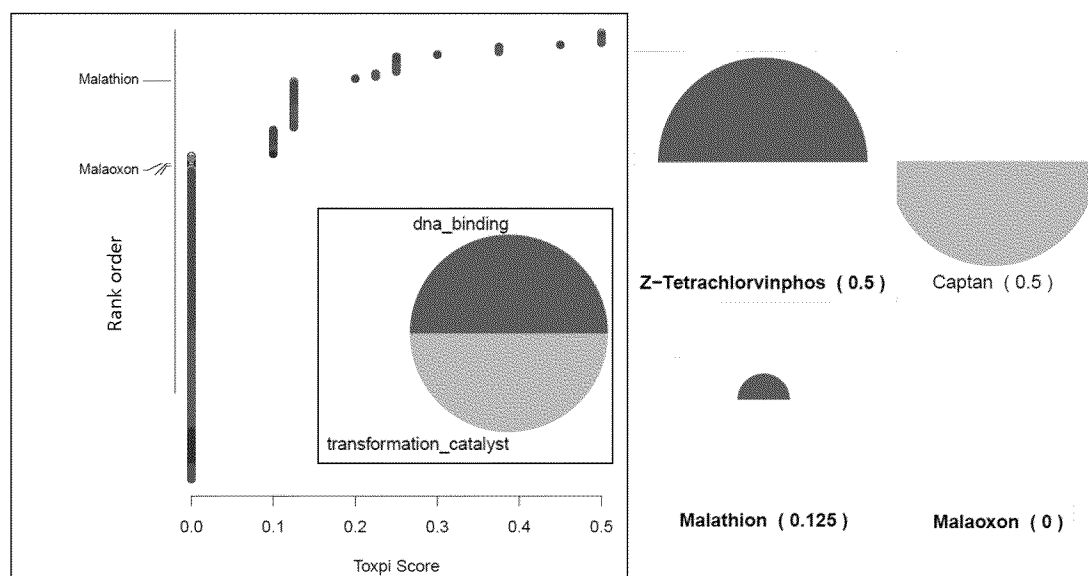 Malathion
Malaoxon
Rank order
dna_binding
transformation_catalyst
0.0 0.1 0.2 0.3 0.4 0.5
Toxpi Score
Z−Tetrachlorvinphos ( 0.5 )
Captan ( 0.5 )
Malathion ( 0.125 )
Malaoxon ( 0 )